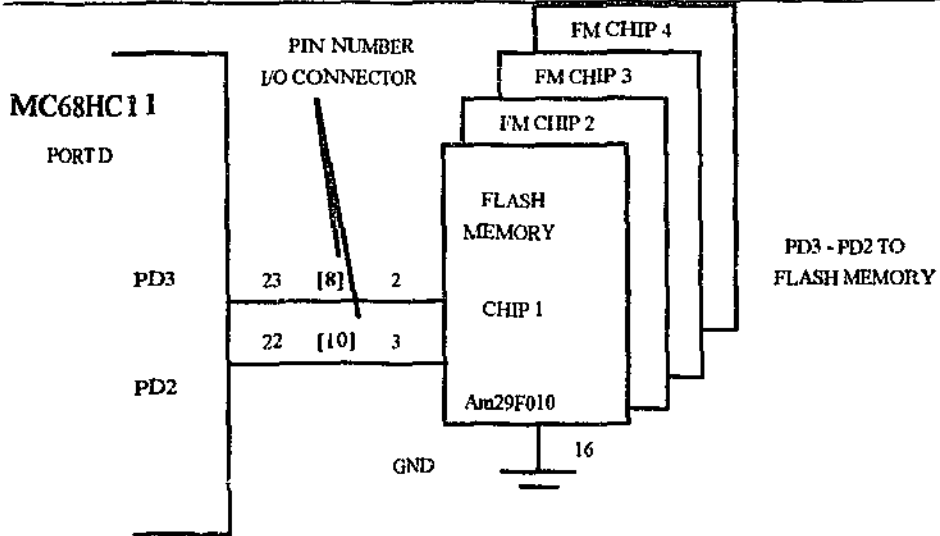 FM CHIP 4
PIN NUMBER
I/O CONNECTOR
FM CHIP 3
MC68HC11
FM CHIP 2
PORT D
FLASH
MEMORY
PD3 - PD2 TO
FLASH MEMORY
PD3
23 [8] 2
CHIP 1
22 [10] 3
PD2
Am29F010
16
GND